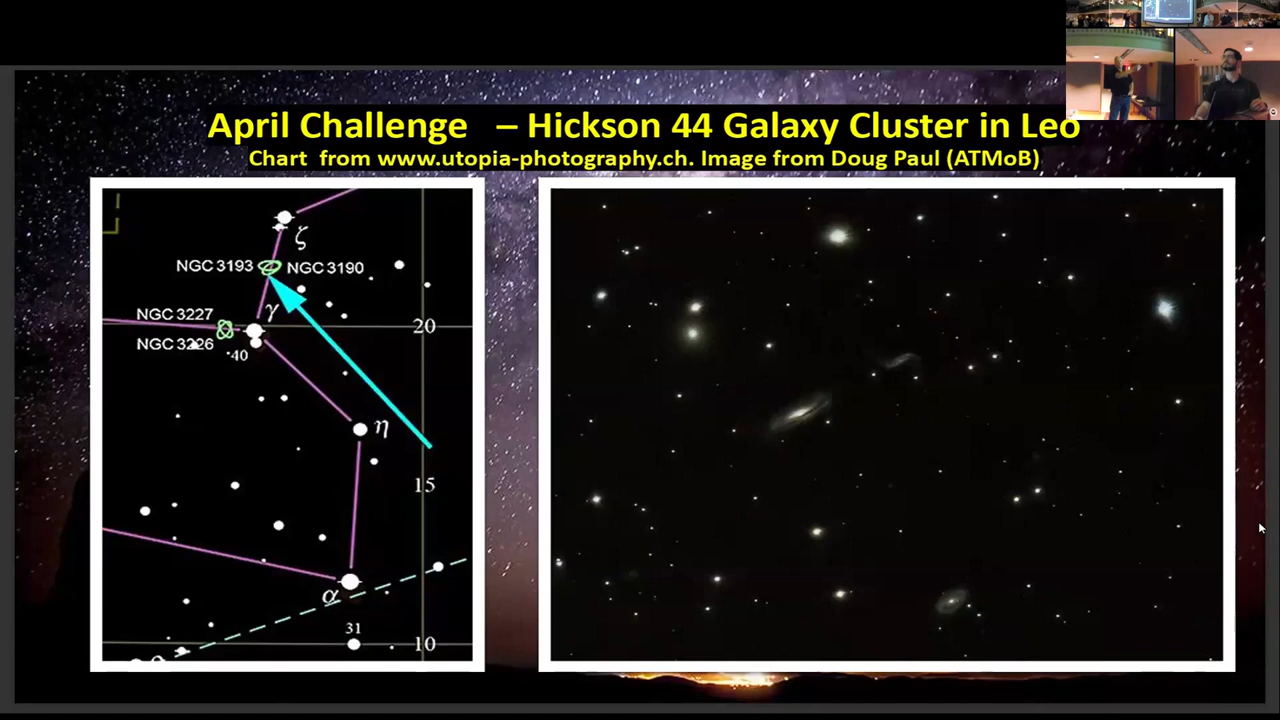 April Challenge – Hickson 44 Galaxy Cluster in Leo
Chart from www.utopia-photography.ch. Image from Doug Paul (ATMoB)
ζ
NGC 3193 NGC 3190
NGC 3227
γ
20
NGC 3226
40
η
15
α
31
10